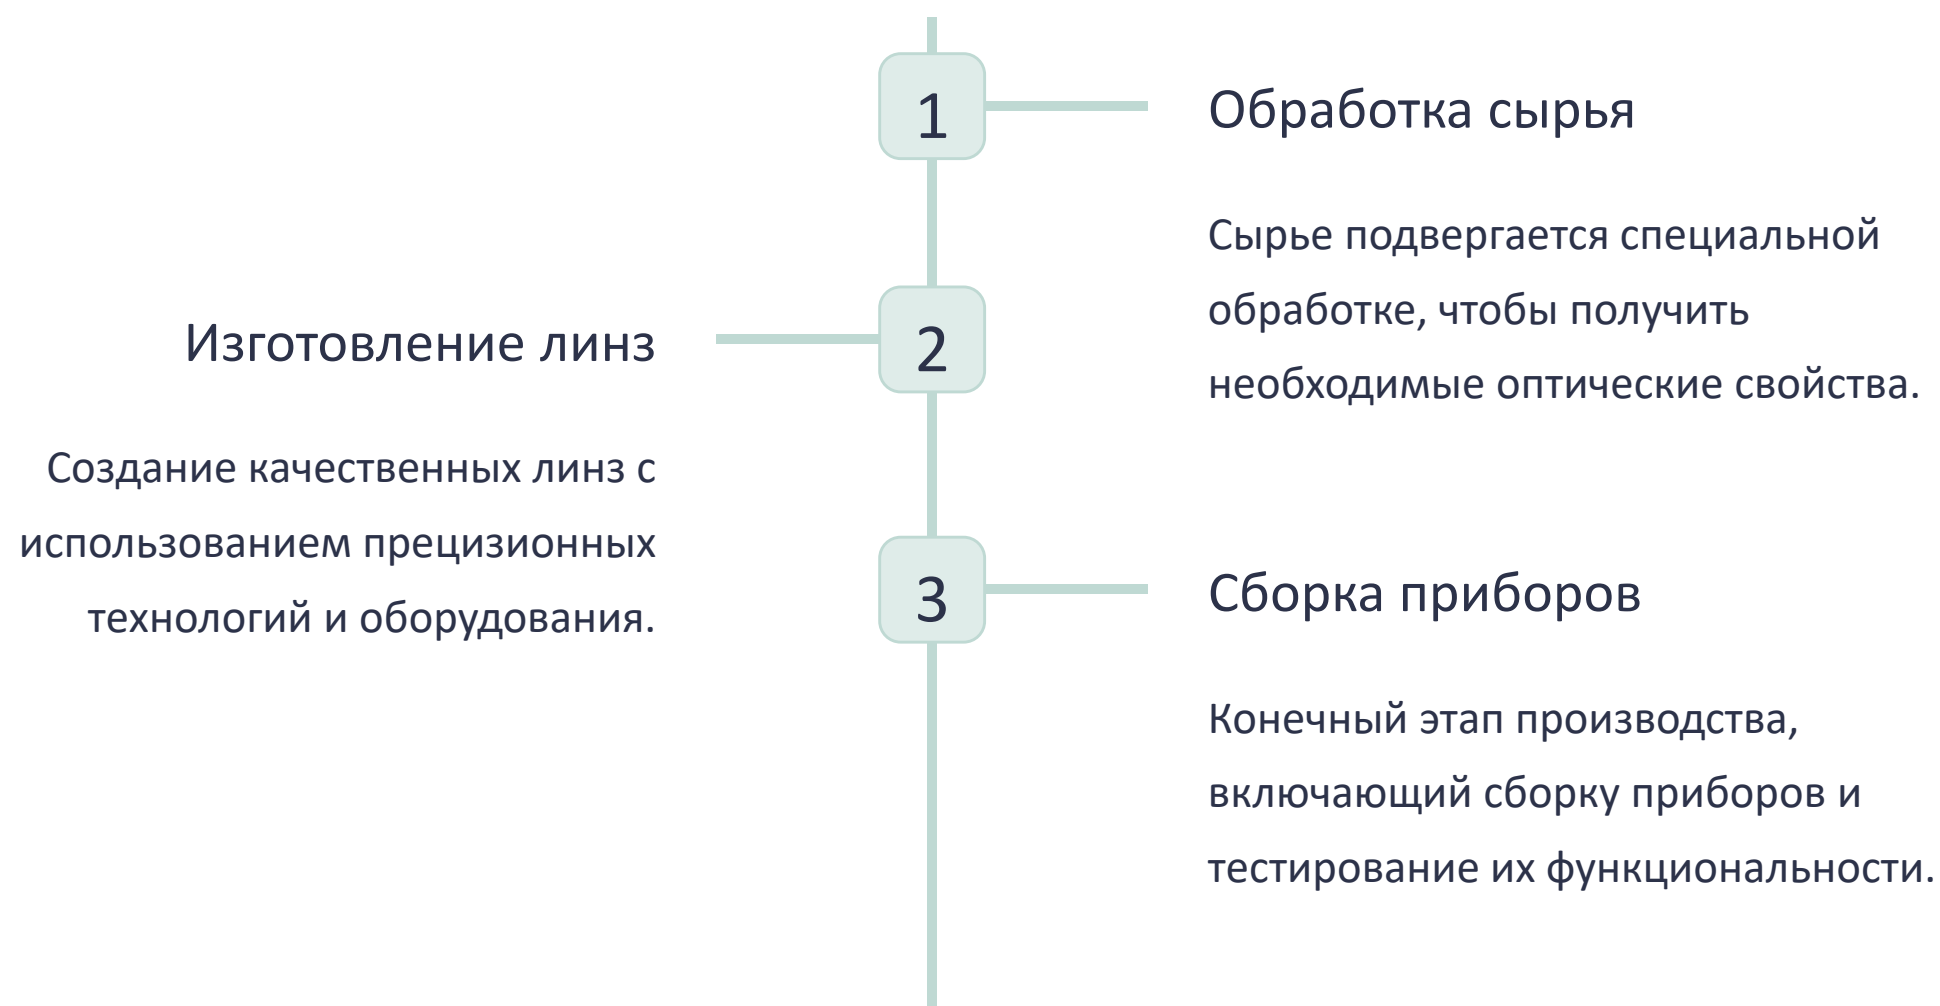 1
Обработка сырья
Сырье подвергается специальной
обработке, чтобы получить
необходимые оптические свойства.
2
Изготовление линз
Создание качественных линз с
использованием прецизионных
технологий и оборудования.
3
Сборка приборов
Конечный этап производства,
включающий сборку приборов и
тестирование их функциональности.